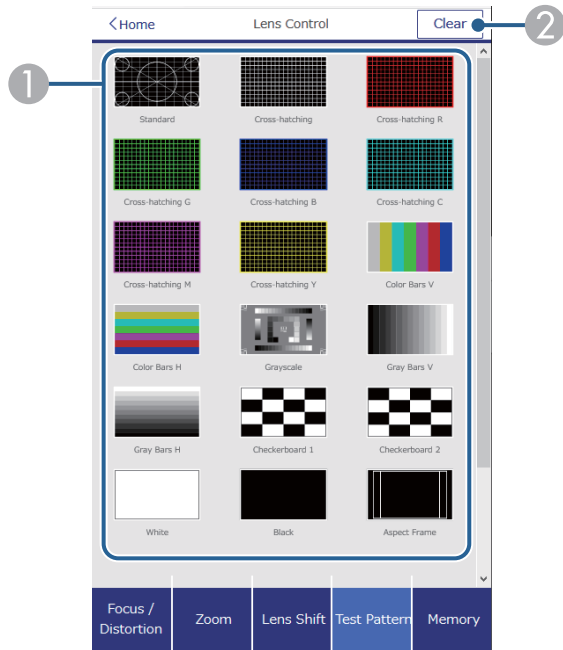 <Home
Lens Control
Clear
2
1
Standard
Cross-hatching
Cross-hatching R
Cross-hatching G
Cross-hatching B
Cross-hatching C
Cross-hatching M
Cross-hatching Y
Color Bars V
Color Bars H
Grayscale
Gray Bars V
Gray Bars H
Checkerboard 1
Checkerboard 2
White
Black
Aspect Frame
Focus /
Distortion
Zoom
Lens Shift
Test Pattern
Memory